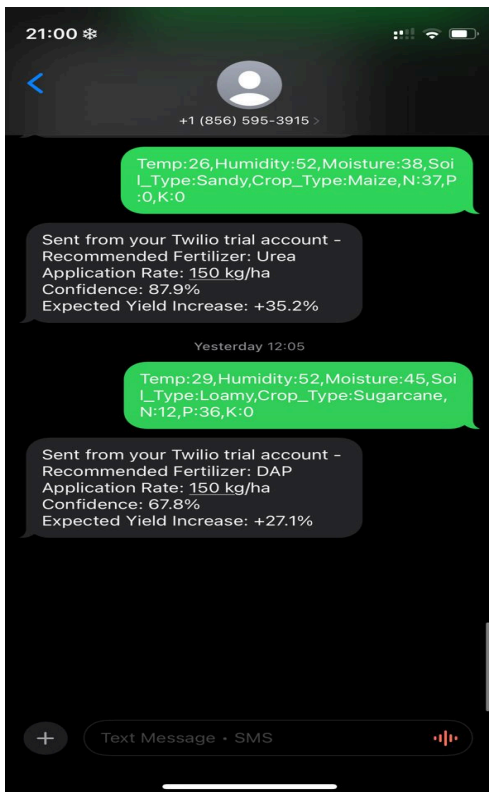 21:00
+1 (856) 595-3915
Temp:26,Humidity:52,Moisture:38,Soi
l_Type:Sandy,Crop_Type:Maize,N:37,P
:0,K:0
Sent from your Twilio trial account -
Recommended Fertilizer: Urea
Application Rate: 150 kg/ha
Confidence: 87.9%
Expected Yield Increase: +35.2%
Yesterday 12:05
Temp:29,Humidity:52,Moisture:45,Soi
l_Type:Loamy,Crop_Type:Sugarcane,
N:12,P:36,K:0
Sent from your Twilio trial account -
Recommended Fertilizer: DAP
Application Rate: 150 kg/ha
Confidence: 67.8%
Expected Yield Increase: +27.1%
Text Message • SMS